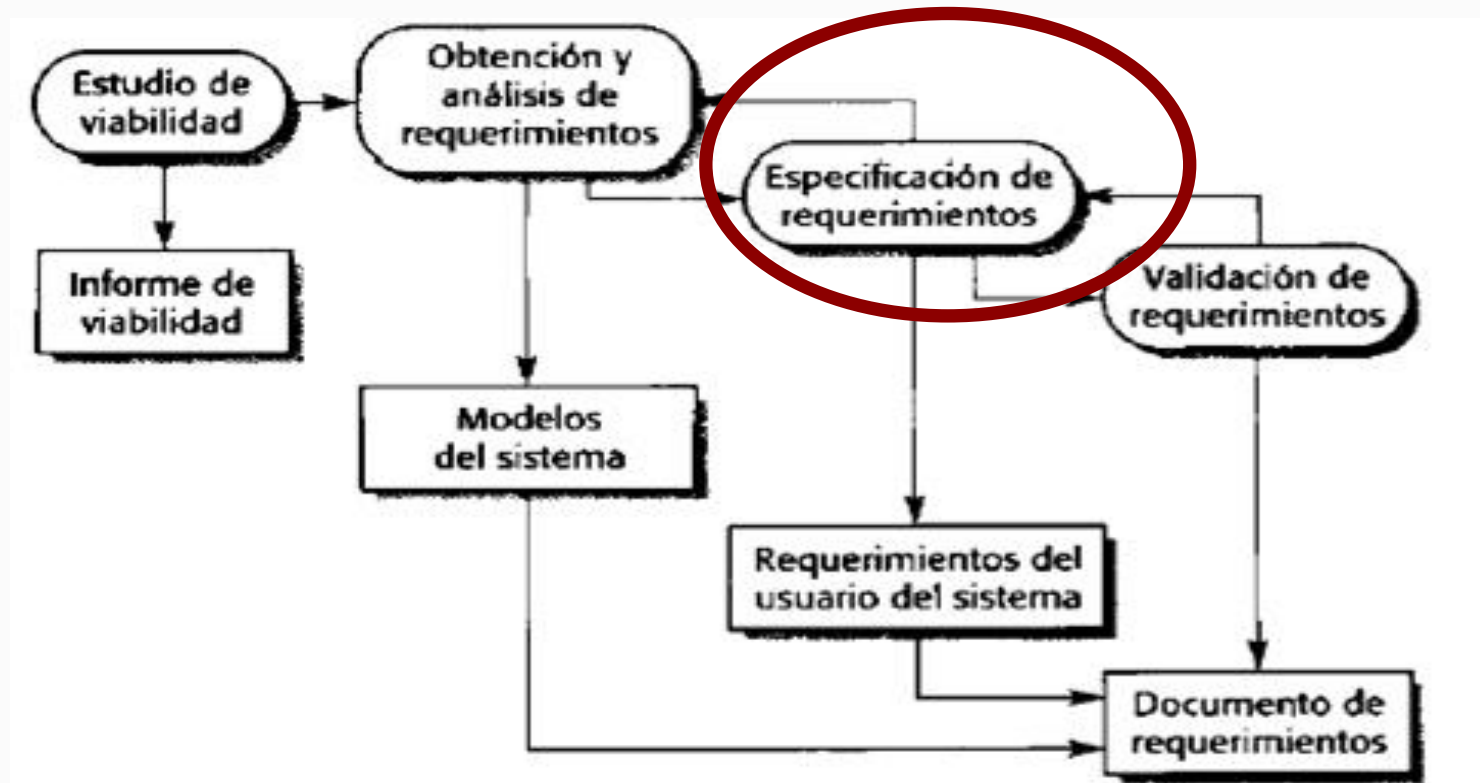 Estudio de
viabilidad
Obtención y
análisis de
requerimientos
Especificación de
requerimientos
Informe de
viabilidad
Validación de
requerimientos
Modelos
del sistema
Requerimientos del
usuario del sistema
Documento de
requerimientos